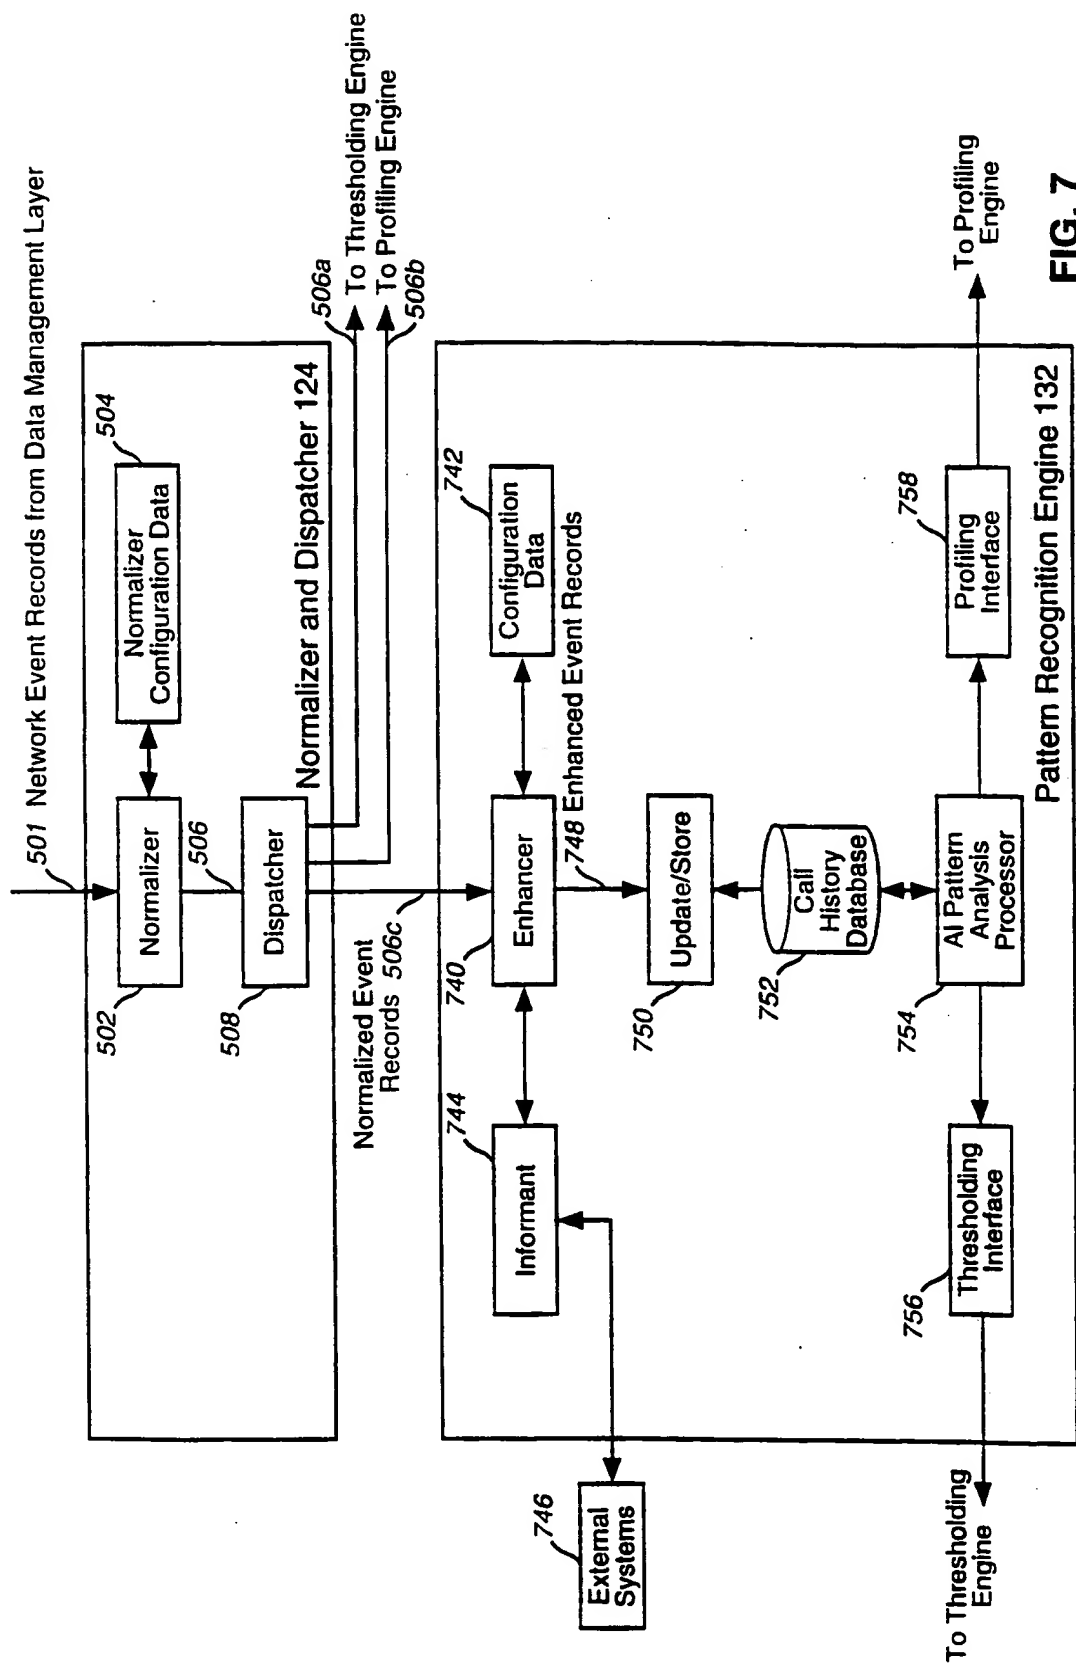 501 Network Event Records from Data Management Layer
504
Normalizer
Configuration Data
502
Normalizer
506
508
Dispatcher
Normalizer and Dispatcher 124
506a
To Thresholding Engine
To Profiling Engine
506b
Normalized Event
Records 506c
744
Informant
740
Enhancer
742
Configuration
Data
748 Enhanced Event Records
746
External
Systems
750
Update/Store
752
Call
History
Database
754
AI Pattern
Analysis
Processor
756
Thresholding
Interface
758
Profiling
Interface
To Thresholding
Engine
To Profiling
Engine
Pattern Recognition Engine 132
FIG. 7